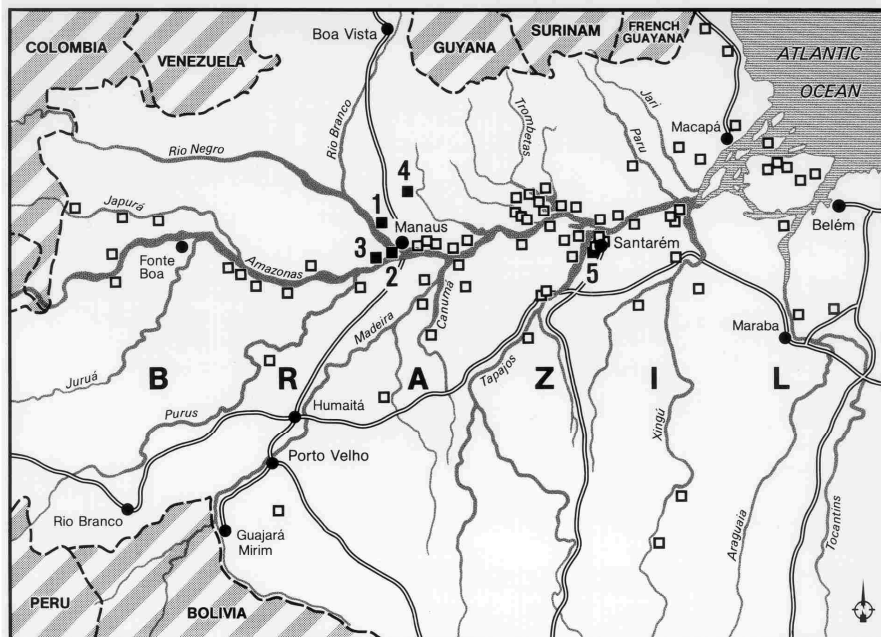 COLOMBIA
VENEZUELA
Boa Vista
GUYANA
SURINAM
FRENCH
GUAYANA
ATLANTIC
OCEAN
Rio Negro
Rio Branco
Trombetas
Jari
Paru
Macapá
Japurá
4
1
Manaus
Santarém
Belém
Fonte
Boa
Amazonas
3
2
5
Canumã
Madeira
Maraba
Juruá
B
R
A
Z
I
L
Purus
Humaitá
Tapajos
Xingú
Porto Velho
Rio Branco
Guajará
Mirim
Araguaia
Tocantins
PERU
BOLIVIA